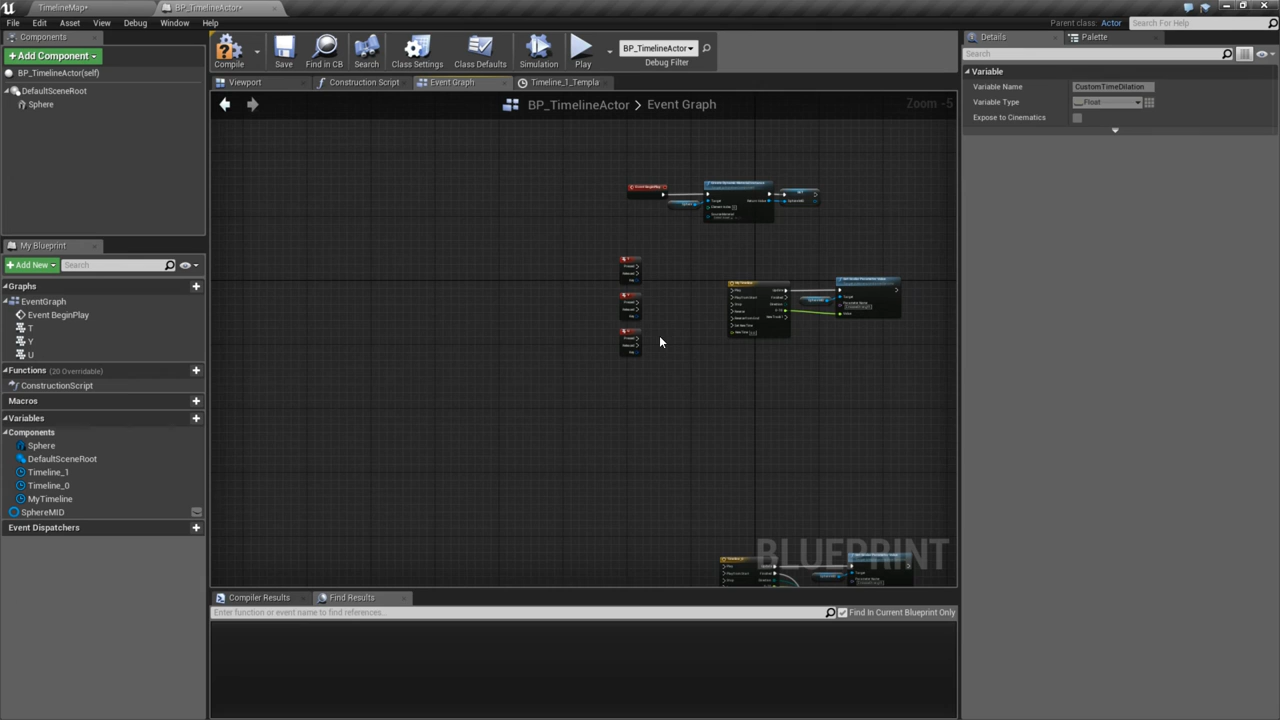 TimelineMap*
BP_TimelineActor*
File Edit Asset View Debug Window Help
Parent class: Actor
Search For Help
Components
Add Component
BP_TimelineActor(self)
DefaultSceneRoot
Sphere
Compile
Save
Find in CB
Search
Class Settings
Class Defaults
Simulation
Play
BP_TimelineActor
Debug Filter
Viewport
Construction Script
Event Graph
Timeline_1_Templa
BP_TimelineActor > Event Graph
Zoom -5
Event BeginPlay
BLUEPRINT
My Blueprint
Add New
Search
Graphs
EventGraph
Event BeginPlay
T
Y
U
Functions (20 Overridable)
ConstructionScript
Macros
Variables
Components
Sphere
DefaultSceneRoot
Timeline_1
Timeline_0
MyTimeline
SphereMID
Event Dispatchers
Compiler Results
Find Results
Enter function or event name to find references...
Find In Current Blueprint Only
Details
Palette
Search
Variable
Variable Name CustomTimeDilation
Variable Type Float
Expose to Cinematics